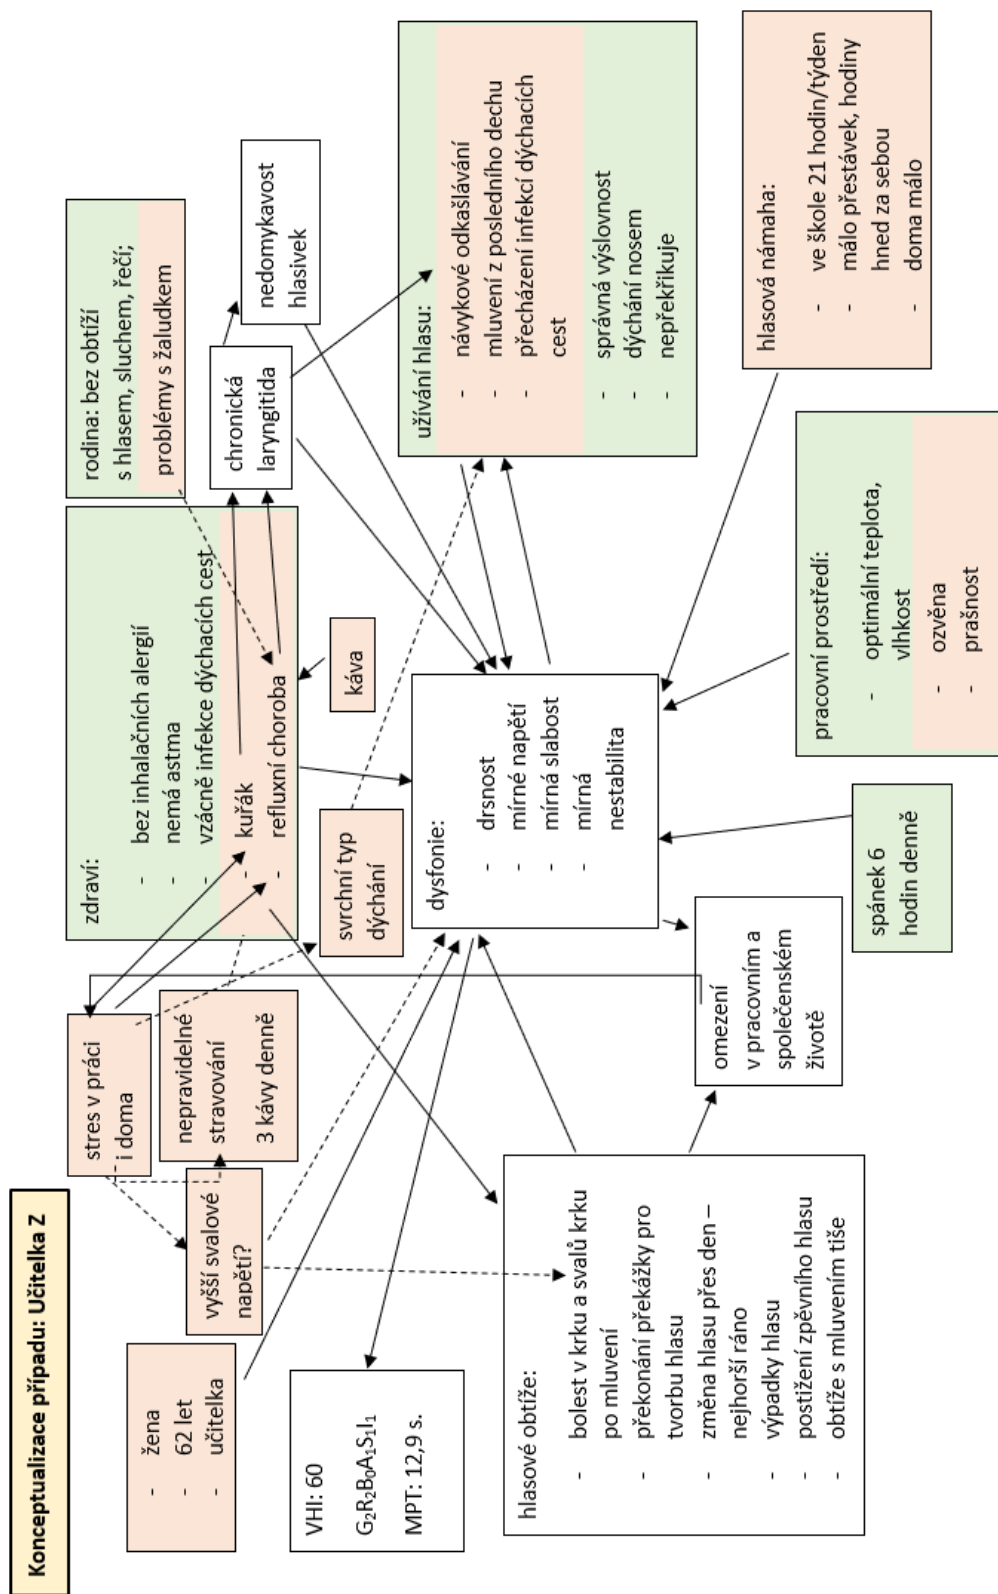 Konceptualizace případu: Učitelka Z
- žena
- 62 let
- učitelka
VHI: 60
G₂R₂B₀A₁S₁I₁
MPT: 12,9 s.
hlasové obtíže:
- bolest v krku a svalů krku
po mluvení
- překonání překážky pro
tvorbu hlasu
- změna hlasu přes den –
nejhorší ráno
- výpadky hlasu
- postižení zpěvního hlasu
- obtíže s mluvením tiše
vyšší svalové
napětí?
stres v práci
i doma
nepravidelné
stravování
3 kávy denně
omezení
v pracovním a
společenském
životě
zdraví:
- bez inhalačních alergií
- nemá astma
- vzácně infekce dýchacích cest
- kuřák
- refluxní choroba
svrchní typ
dýchání
káva
dysfonie:
- drsnost
- mírné napětí
- mírná slabost
- mírná
nestabilita
spánek 6
hodin denně
rodina: bez obtíží
s hlasem, sluchem, řečí;
problémy s žaludkem
chronická
laryngitida
nedomykavost
hlasivek
užívání hlasu:
- návykové odkašlávání
- mluvení z posledního dechu
- přecházení infekcí dýchacích
cest
- správná výslovnost
- dýchání nosem
- nepřekřikuje
pracovní prostředí:
- optimální teplota,
vlhkost
- ozvěna
- prašnost
hlasová námaha:
- ve škole 21 hodin/týden
- málo přestávek, hodiny
hned za sebou
- doma málo